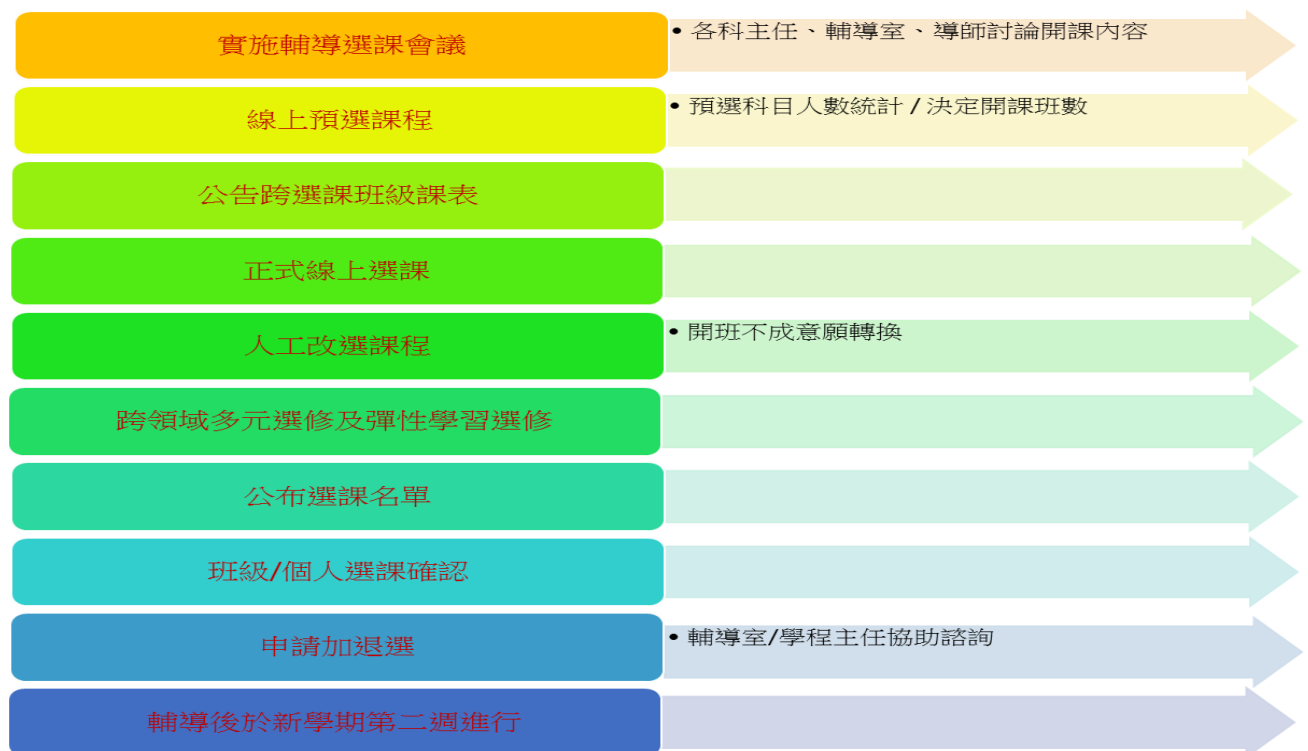 實施輔導選課會議
• 各科主任、輔導室、導師討論開課內容
線上預選課程
• 預選科目人數統計 / 決定開課班數
公告跨選課班級課表
正式線上選課
人工改選課程
• 開班不成意願轉換
跨領域多元選修及彈性學習選修
公布選課名單
班級/個人選課確認
申請加退選
• 輔導室/學程主任協助諮詢
輔導後於新學期第二週進行